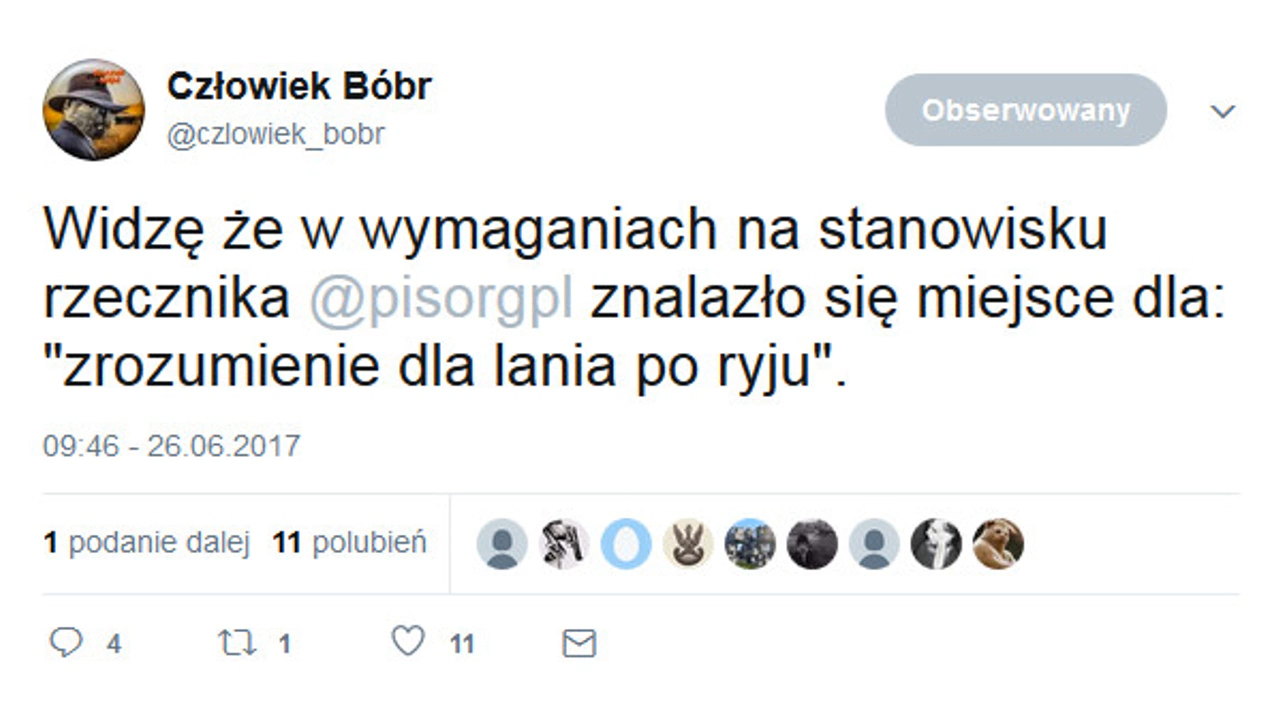 Człowiek Bóbr
@czlowiek_bobr
Obserwowany
Widzę że w wymaganiach na stanowisku
rzecznika @pisorgpl znalazło się miejsce dla:
"zrozumienie dla lania po ryju".
09:46 - 26.06.2017
1 podanie dalej 11 polubień
4 1 11